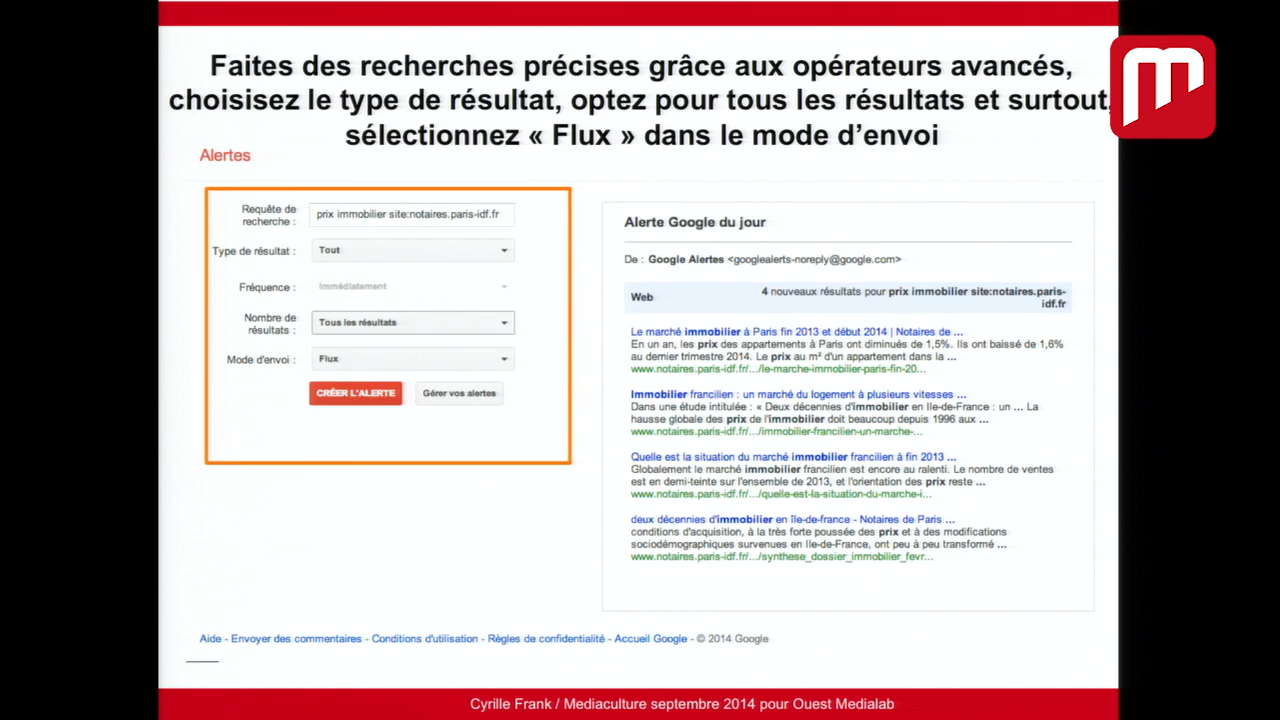 Faites des recherches précises grâce aux opérateurs avancés,
choisisez le type de résultat, optez pour tous les résultats et surtout,
sélectionnez « Flux » dans le mode d'envoi
Alertes
Requête de
recherche :
prix immobilier site:notaires.paris-idf.fr
Type de résultat :
Tout
Fréquence :
Immédiatement
Nombre de
résultats :
Tous les résultats
Mode d'envoi :
Flux
CRÉER L'ALERTE
Gérer vos alertes
Alerte Google du jour
De : Google Alertes <googlealerts-noreply@google.com>
Web
4 nouveaux résultats pour prix immobilier site:notaires.paris-
idf.fr
Le marché immobilier à Paris fin 2013 et début 2014 | Notaires de ...
En un an, les prix des appartements à Paris ont diminués de 1,5%. Ils ont baissé de 1,6%
au dernier trimestre 2014. Le prix au m² d'un appartement dans la ...
www.notaires.paris-idf.fr/.../le-marche-immobilier-paris-fin-20...
Immobilier francilien : un marché du logement à plusieurs vitesses ...
Dans une étude intitulée : « Deux décennies d'immobilier en Ile-de-France : un ... La
hausse globale des prix de l'immobilier doit beaucoup depuis 1996 aux ...
www.notaires.paris-idf.fr/.../immobilier-francilien-un-marche-...
Quelle est la situation du marché immobilier francilien à fin 2013 ...
Globalement le marché immobilier francilien est encore au ralenti. Le nombre de ventes
est en demi-teinte sur l'ensemble de 2013, et l'orientation des prix reste ...
www.notaires.paris-idf.fr/.../quelle-est-la-situation-du-marche-i...
deux décennies d'immobilier en île-de-france - Notaires de Paris ...
conditions d'acquisition, à la très forte poussée des prix et à des modifications
sociodémographiques survenues en Ile-de-France, ont peu à peu transformé ...
www.notaires.paris-idf.fr/.../synthese_dossier_immobilier_fevr...
Aide - Envoyer des commentaires - Conditions d'utilisation - Règles de confidentialité - Accueil Google - © 2014 Google
Cyrille Frank / Mediaculture septembre 2014 pour Ouest Medialab